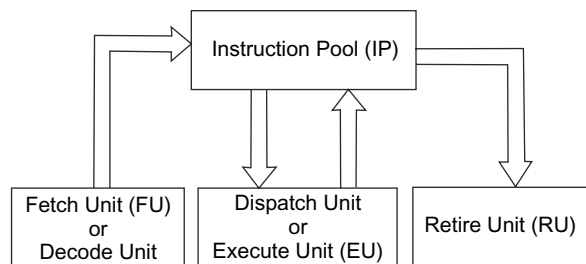 Instruction Pool (IP)
Fetch Unit (FU)
or
Decode Unit
Dispatch Unit
or
Execute Unit (EU)
Retire Unit (RU)